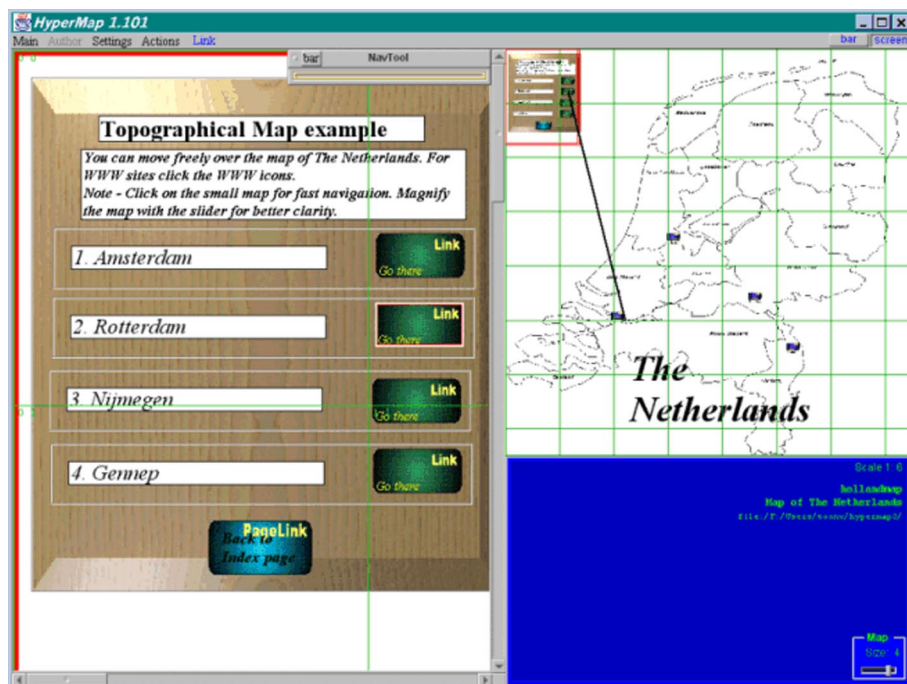 HyperMap 1.101
Main Author Settings Actions Link
bar screen
bar NavTool
Topographical Map example
You can move freely over the map of The Netherlands. For
WWW sites click the WWW icons.
Note - Click on the small map for fast navigation. Magnify
the map with the slider for better clarity.
1. Amsterdam
Link
Go there
2. Rotterdam
Link
Go there
3. Nijmegen
Link
Go there
4. Gennep
Link
Go there
PageLink
Back to
Index page
The
Netherlands
Scale 1: 6
hollandmap
Map of The Netherlands
Map
Size: 4